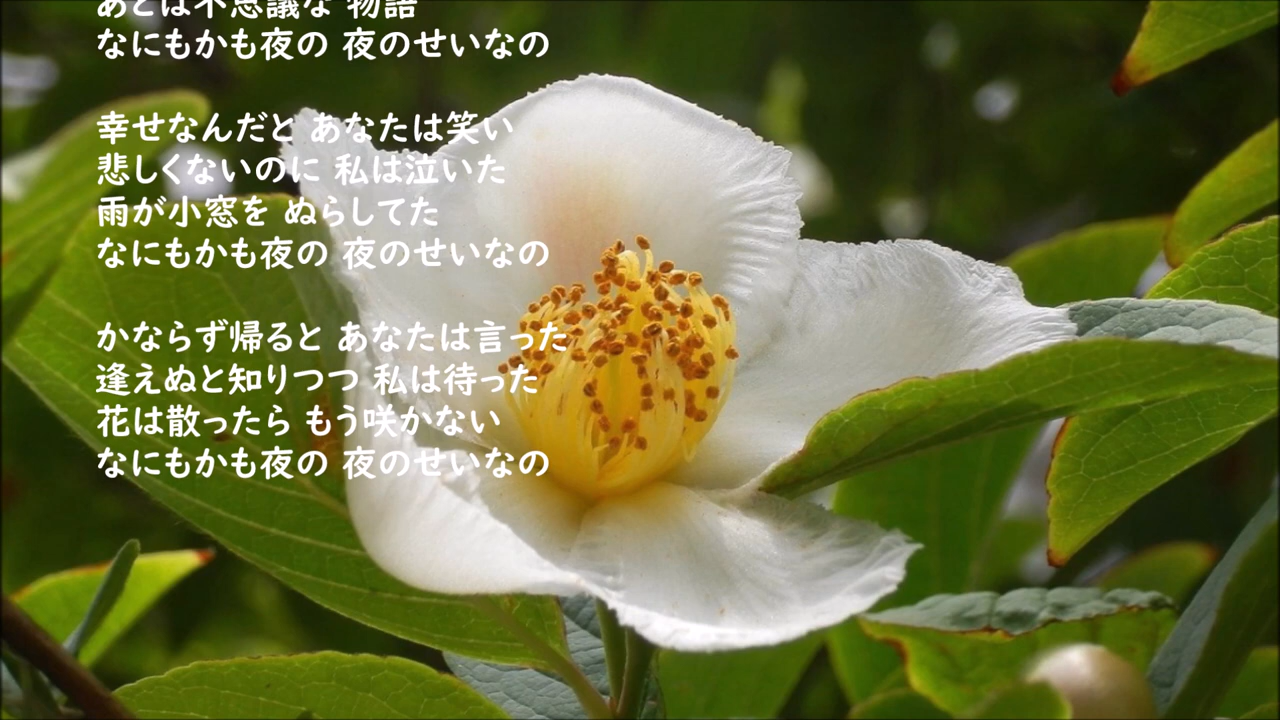 あとは不思議な 物語
なにもかも夜の 夜のせいなの
幸せなんだと あなたは笑い
悲しくないのに 私は泣いた
雨が小窓を ぬらしてた
なにもかも夜の 夜のせいなの
かならず帰ると あなたは言った
逢えぬと知りつつ 私は待った
花は散ったら もう咲かない
なにもかも夜の 夜のせいなの